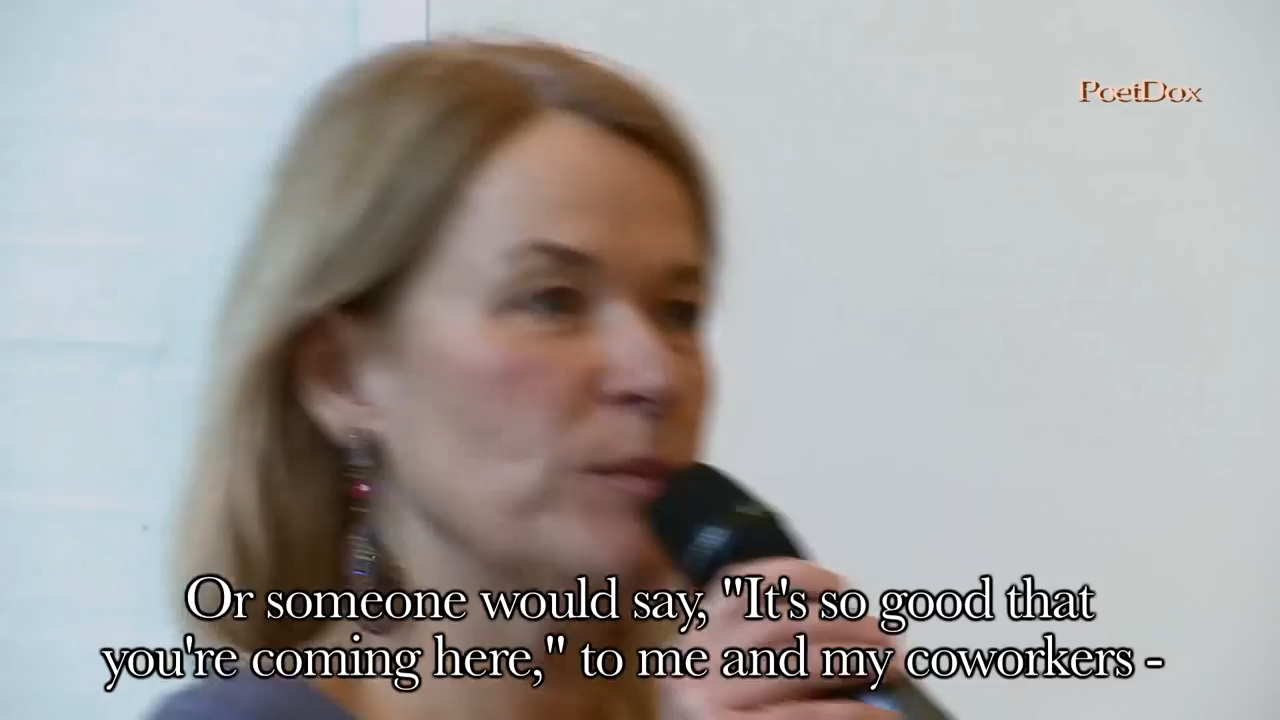 PoetDox
Or someone would say, "It's so good that
you're coming here," to me and my coworkers -